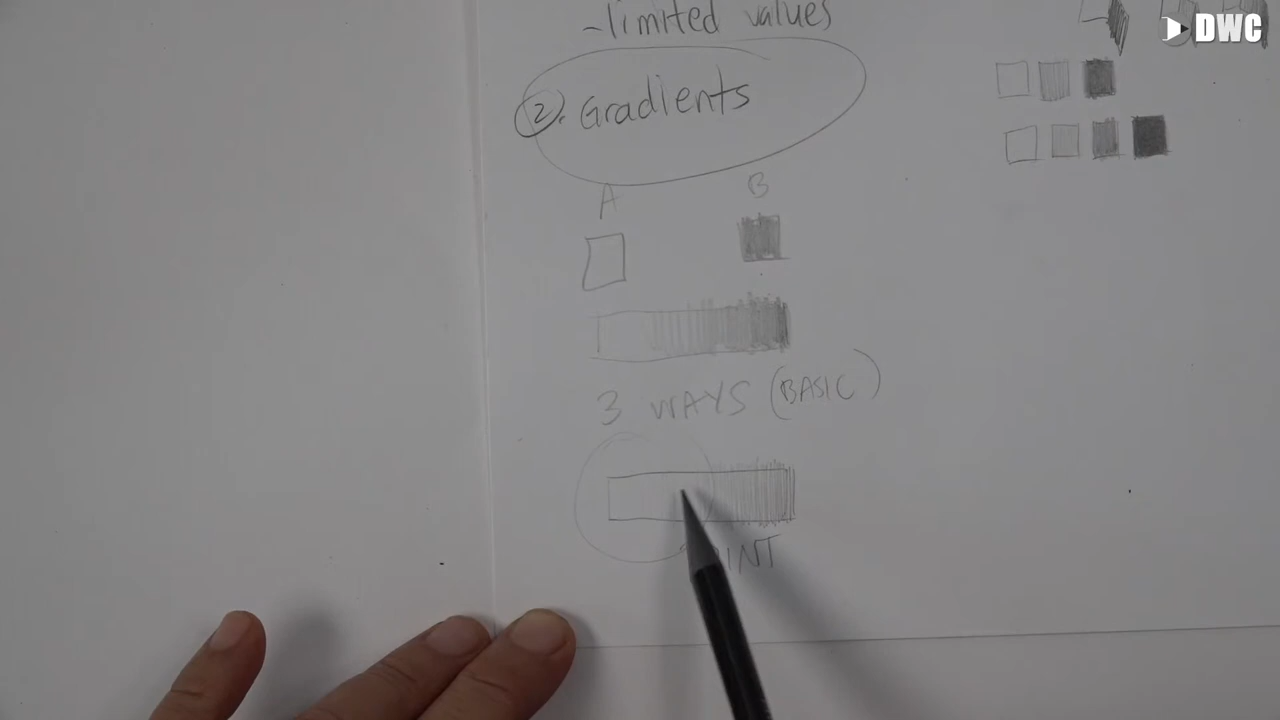 -limited values
DWC
2. Gradients
A B
3 WAYS (BASIC)